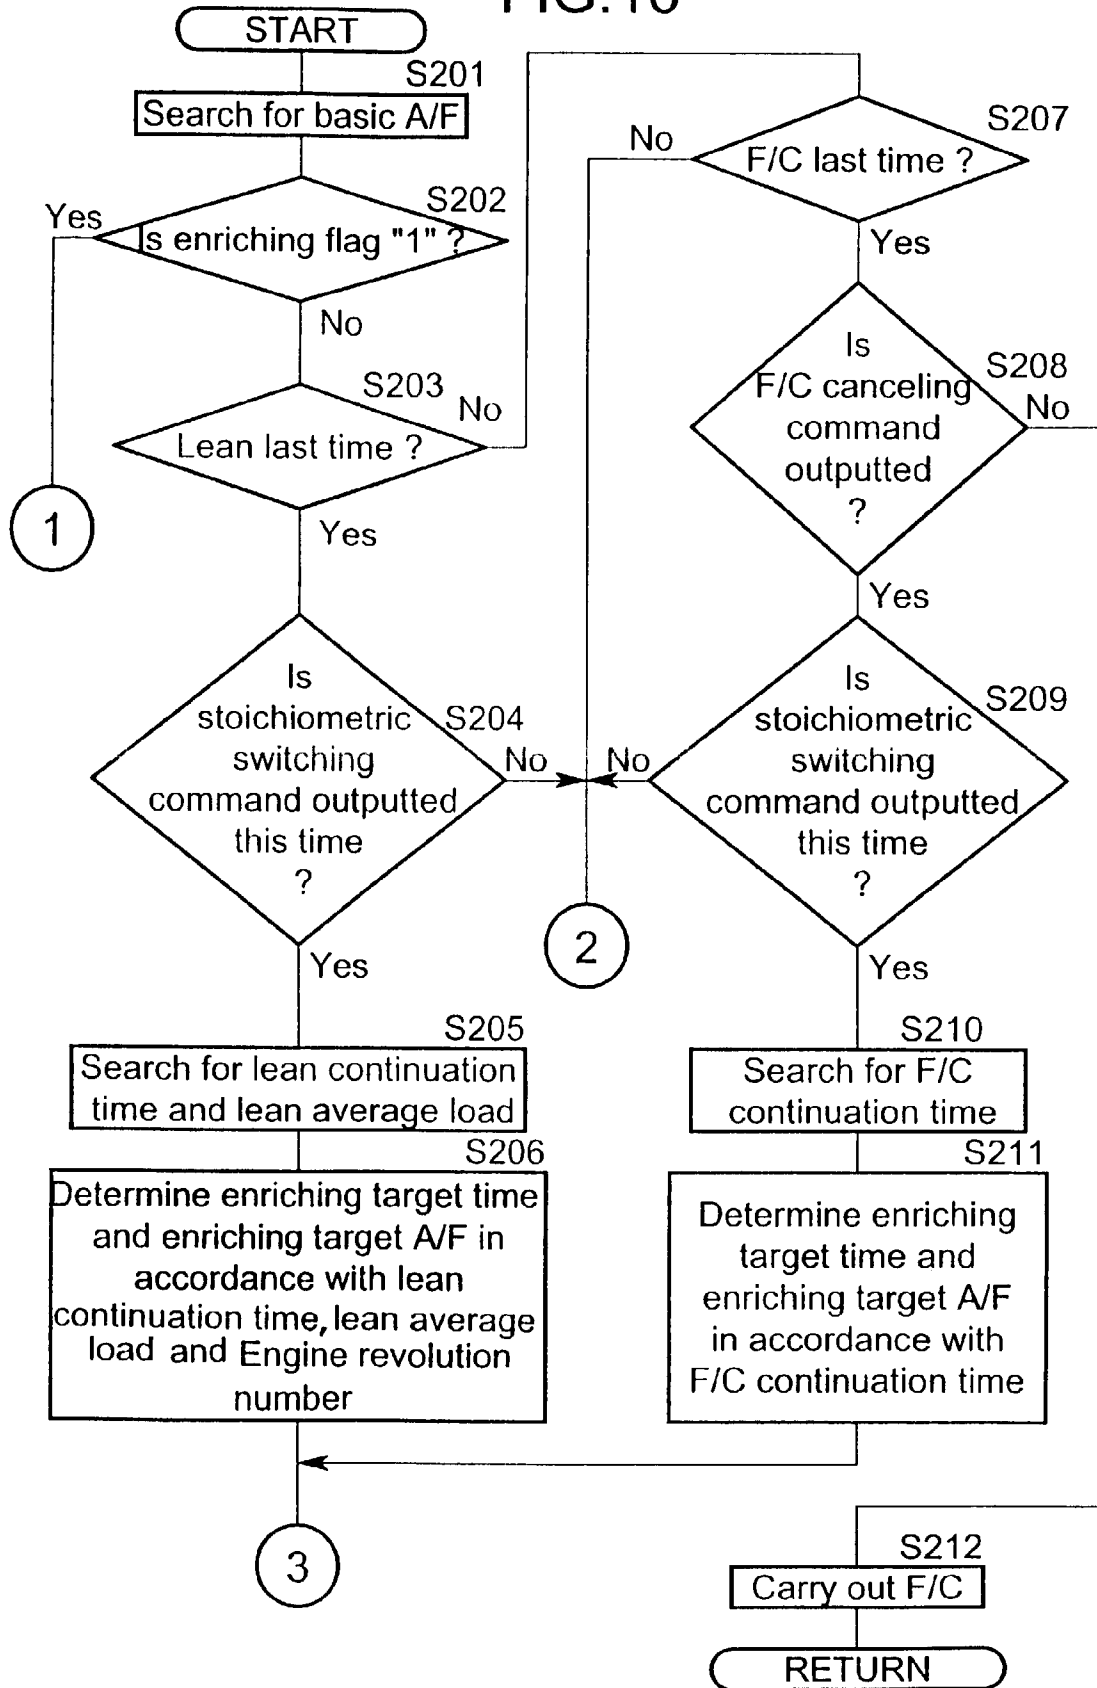 FIG.10
START
S201
Search for basic A/F
S202
Yes
Is enriching flag "1" ?
No
S203
No
Lean last time ?
Yes
1
Is
stoichiometric
switching
command outputted
this time
?
S204
No
Yes
S205
Search for lean continuation
time and lean average load
S206
Determine enriching target time
and enriching target A/F in
accordance with lean
continuation time, lean average
load and Engine revolution
number
3
S207
No
F/C last time ?
Yes
Is
F/C canceling
command
outputted
?
S208
No
Yes
Is
stoichiometric
switching
command outputted
this time
?
S209
No
2
Yes
S210
Search for F/C
continuation time
S211
Determine enriching
target time and
enriching target A/F
in accordance with
F/C continuation time
S212
Carry out F/C
RETURN